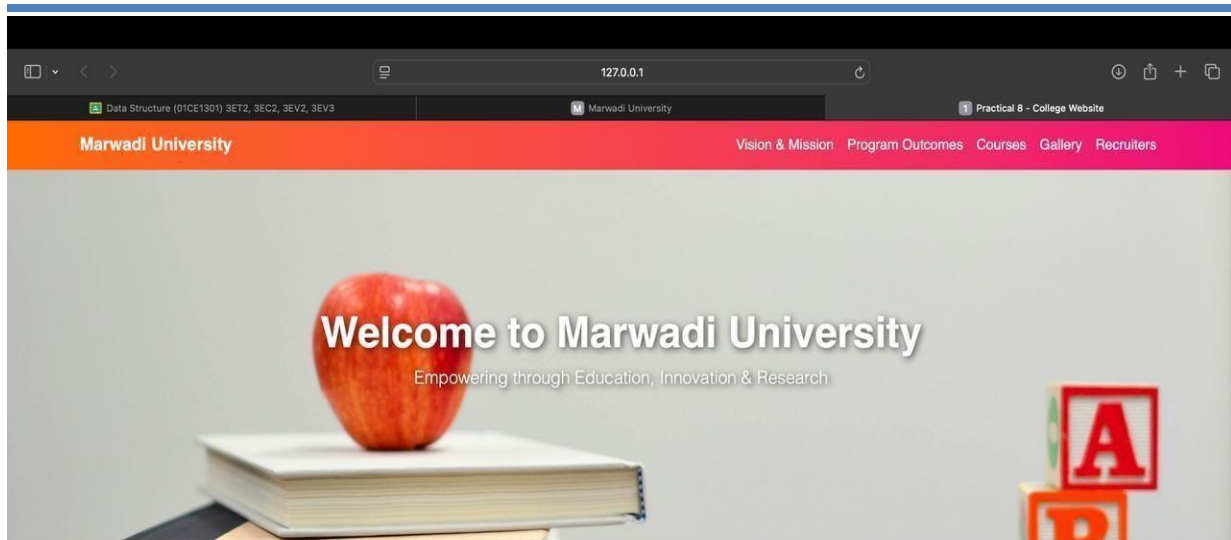 127.0.0.1
Data Structure (01CE1301) 3ET2, 3EC2, 3EV2, 3EV3
M Marwadi University
1 Practical 8 - College Website
Marwadi University
Vision & Mission Program Outcomes Courses Gallery Recruiters
Welcome to Marwadi University
Empowering through Education, Innovation & Research
A
B